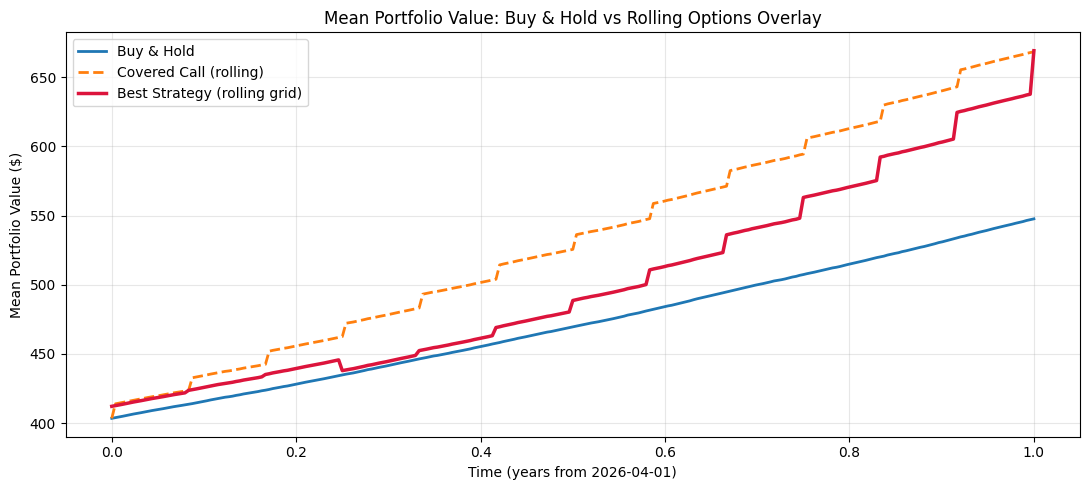 Mean Portfolio Value: Buy & Hold vs Rolling Options Overlay
Buy & Hold
Covered Call (rolling)
Best Strategy (rolling grid)
Mean Portfolio Value ($)
650
600
550
500
450
400
0.0 0.2 0.4 0.6 0.8 1.0
Time (years from 2026-04-01)